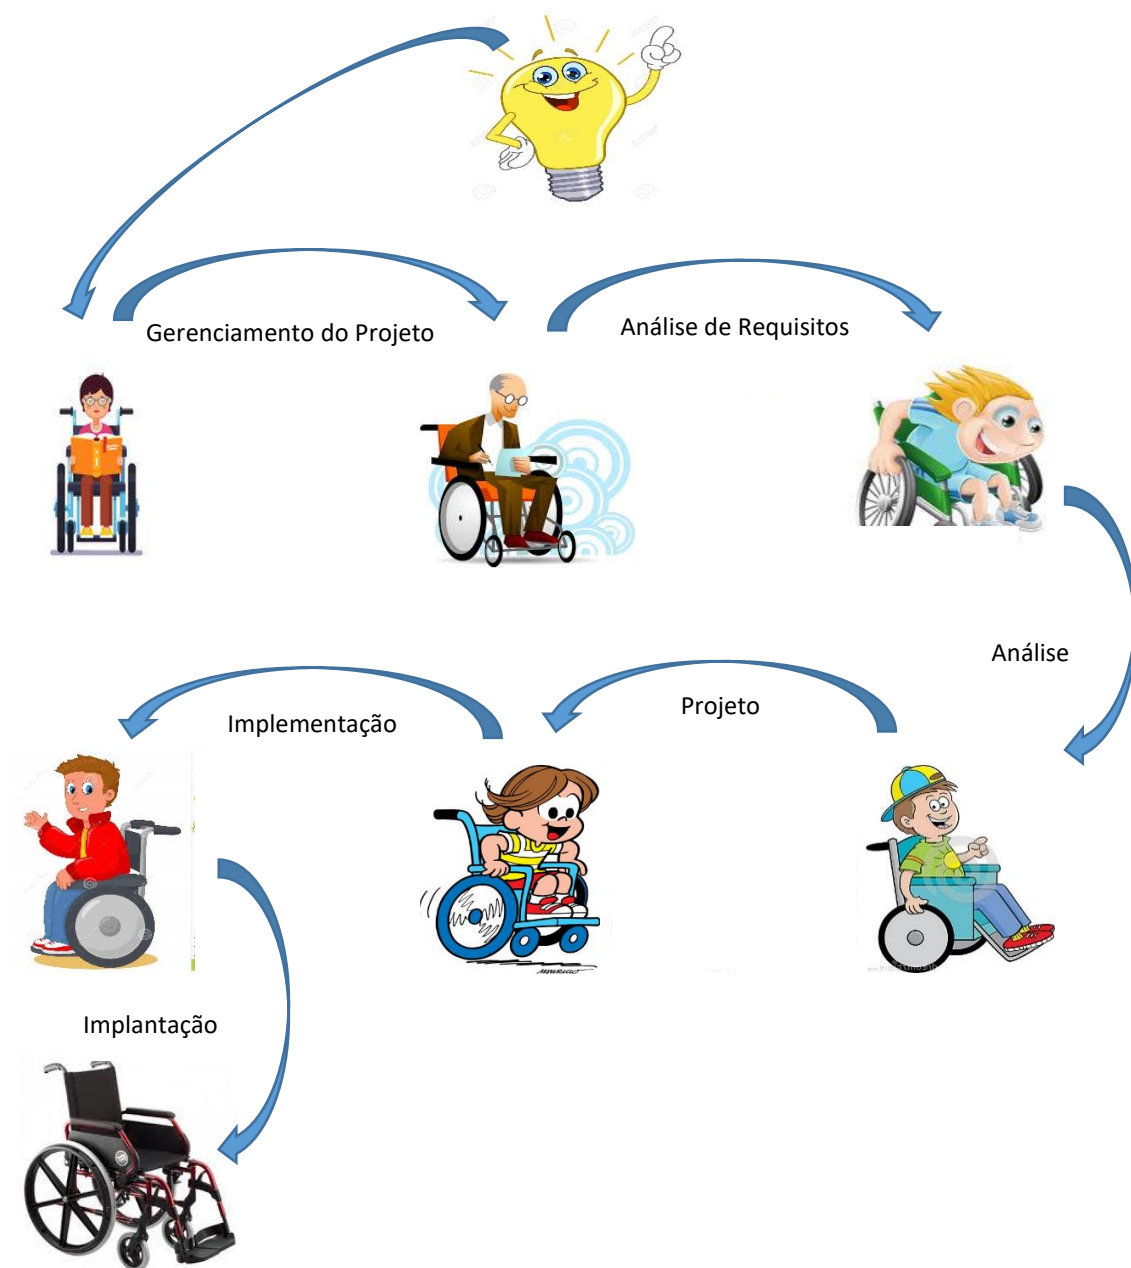 Gerenciamento do Projeto
Análise de Requisitos
Análise
Projeto
Implementação
Implantação